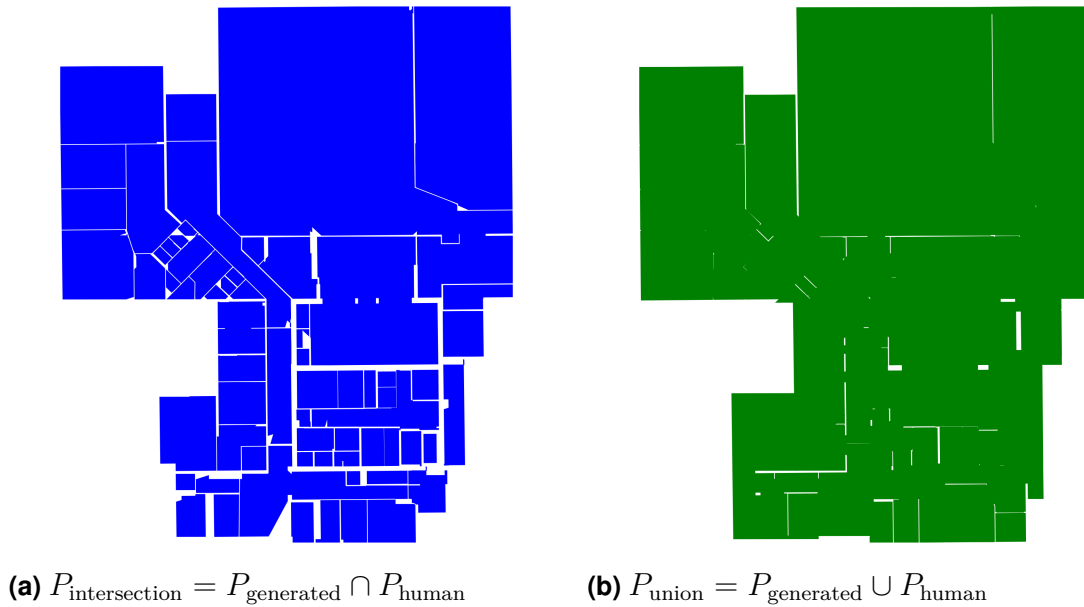 (a) P_intersection = P_generated ∩ P_human
(b) P_union = P_generated ∪ P_human